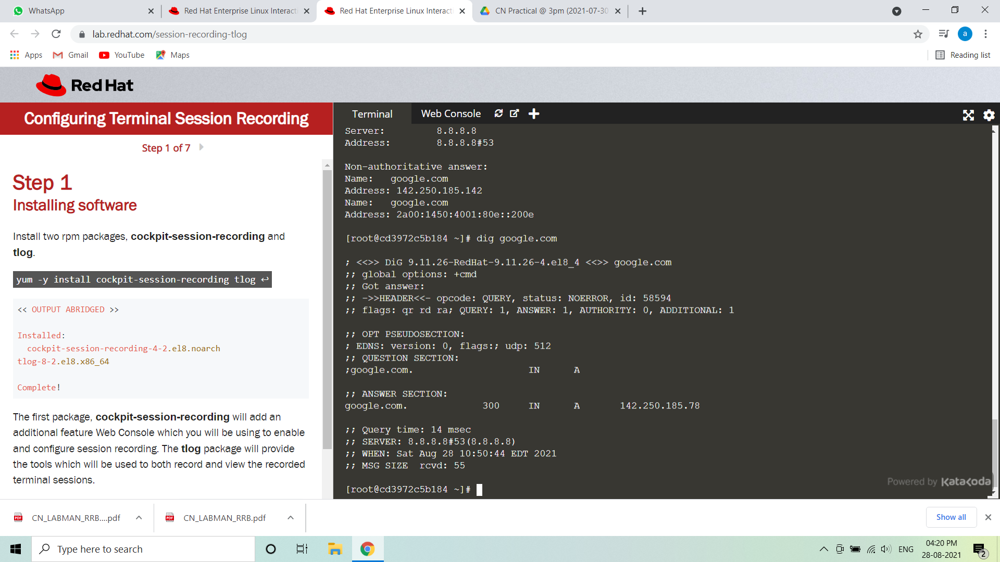 WhatsApp
Red Hat Enterprise Linux Interacti
Red Hat Enterprise Linux Interacti
CN Practical @ 3pm (2021-07-30
lab.redhat.com/session-recording-tlog
a
Apps
Gmail
YouTube
Maps
Reading list
Red Hat
Configuring Terminal Session Recording
Step 1 of 7
Step 1
Installing software
Install two rpm packages, cockpit-session-recording and
tlog.
yum -y install cockpit-session-recording tlog ↩
<< OUTPUT ABRIDGED >>
Installed:
cockpit-session-recording-4-2.el8.noarch
tlog-8-2.el8.x86_64
Complete!
The first package, cockpit-session-recording will add an
additional feature Web Console which you will be using to enable
and configure session recording. The tlog package will provide
the tools which will be used to both record and view the recorded
terminal sessions.
Terminal
Web Console
Server: 8.8.8.8
Address: 8.8.8.8#53
Non-authoritative answer:
Name: google.com
Address: 142.250.185.142
Name: google.com
Address: 2a00:1450:4001:80e::200e
[root@cd3972c5b184 ~]# dig google.com
; <<>> DiG 9.11.26-RedHat-9.11.26-4.el8_4 <<>> google.com
;; global options: +cmd
;; Got answer:
;; ->>HEADER<<- opcode: QUERY, status: NOERROR, id: 58594
;; flags: qr rd ra; QUERY: 1, ANSWER: 1, AUTHORITY: 0, ADDITIONAL: 1
;; OPT PSEUDOSECTION:
; EDNS: version: 0, flags:; udp: 512
;; QUESTION SECTION:
;google.com. IN A
;; ANSWER SECTION:
google.com. 300 IN A 142.250.185.78
;; Query time: 14 msec
;; SERVER: 8.8.8.8#53(8.8.8.8)
;; WHEN: Sat Aug 28 10:50:44 EDT 2021
;; MSG SIZE rcvd: 55
[root@cd3972c5b184 ~]#
Powered by Katacoda
PDF
CN_LABMAN_RRB....pdf
PDF
CN_LABMAN_RRB.pdf
Show all
Type here to search
ENG
04:20 PM
28-08-2021
2